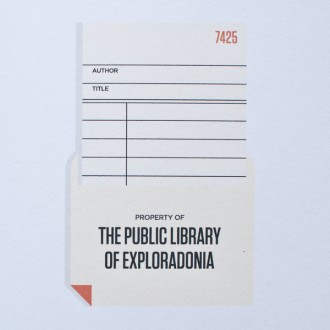 7425
AUTHOR
TITLE
PROPERTY OF
THE PUBLIC LIBRARY
OF EXPLORADONIA